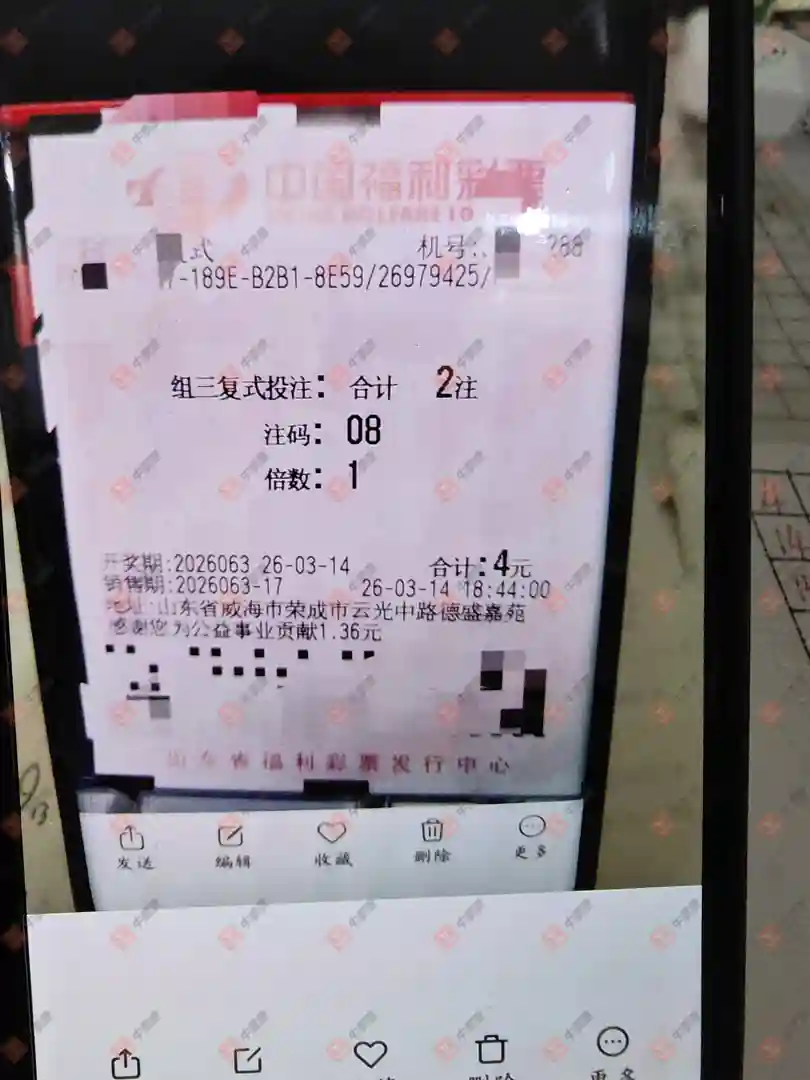 中国福利彩票
式 机号:
-189E-B2B1-8E59/26979425/
组三复式投注: 合计 2注
注码: 08
倍数: 1
开奖期:2026063 26-03-14 合计:4元
销售期:2026063-17 26-03-14 18:44:00
地址:山东省威海市荣成市云光中路德盛嘉苑
感谢您为公益事业贡献1.36元
山东省福利彩票发行中心
发送 编辑 收藏 删除 更多
更多